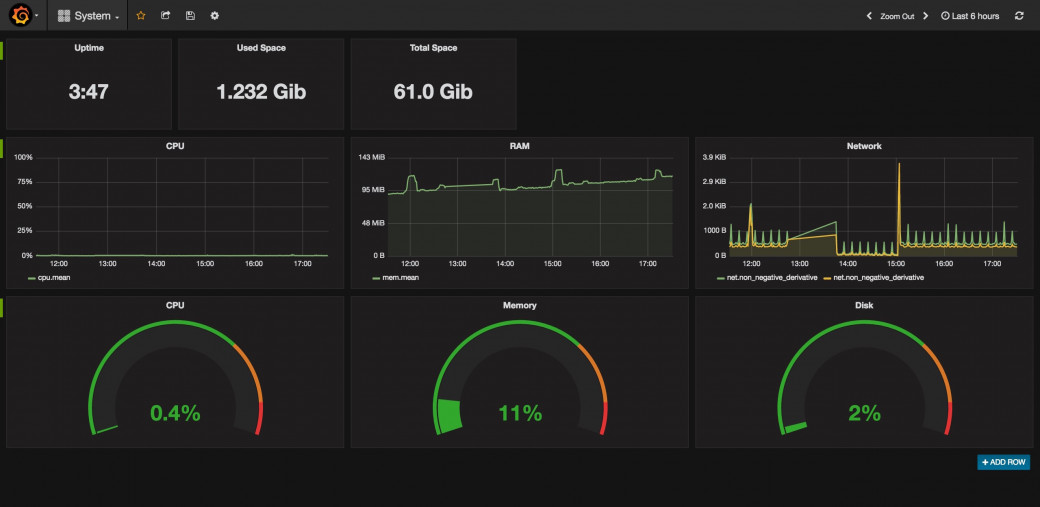 System
Zoom Out
Last 6 hours
Uptime
3:47
Used Space
1.232 Gib
Total Space
61.0 Gib
CPU
100%
75%
50%
25%
0%
12:00 13:00 14:00 15:00 16:00 17:00
cpu.mean
RAM
143 MiB
95 MiB
48 MiB
0 B
12:00 13:00 14:00 15:00 16:00 17:00
mem.mean
Network
3.9 KiB
2.9 KiB
2.0 KiB
1000 B
0 B
12:00 13:00 14:00 15:00 16:00 17:00
net.non_negative_derivative net.non_negative_derivative
CPU
0.4%
Memory
11%
Disk
2%
+ ADD ROW